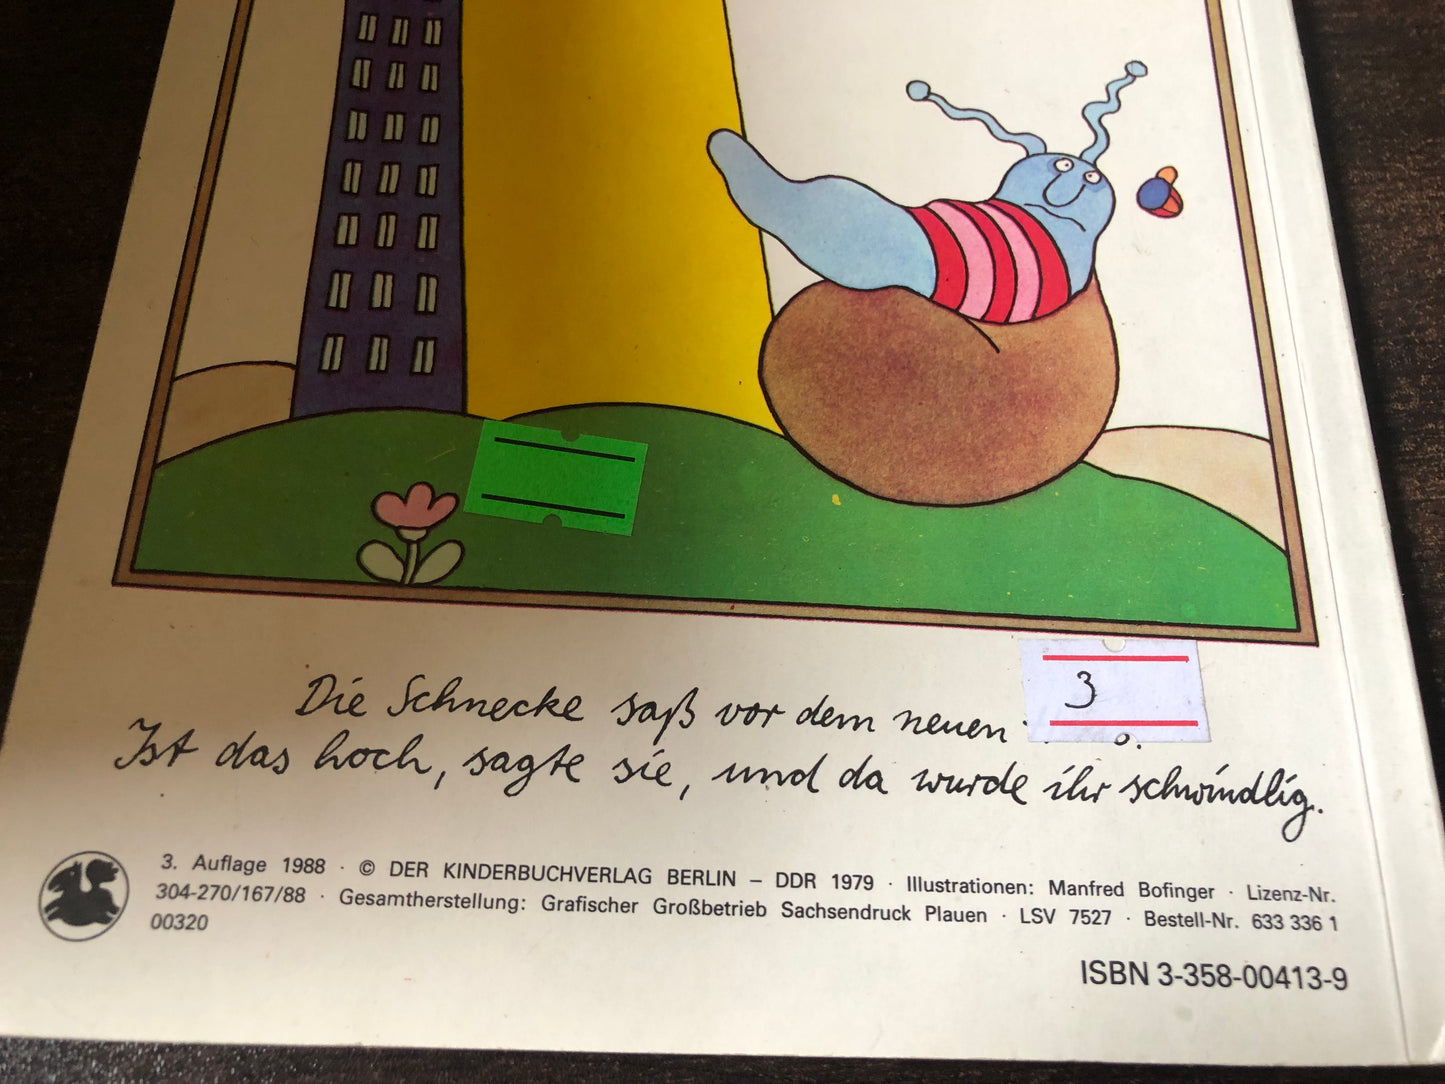 3
Die Schnecke saß vor dem neuen
Ist das hoch, sagte sie, und da wurde ihr schwindlig.
3. Auflage 1988 · © DER KINDERBUCHVERLAG BERLIN – DDR 1979 · Illustrationen: Manfred Bofinger · Lizenz-Nr.
304-270/167/88 · Gesamtherstellung: Grafischer Großbetrieb Sachsendruck Plauen · LSV 7527 · Bestell-Nr. 633 336 1
00320
ISBN 3-358-00413-9